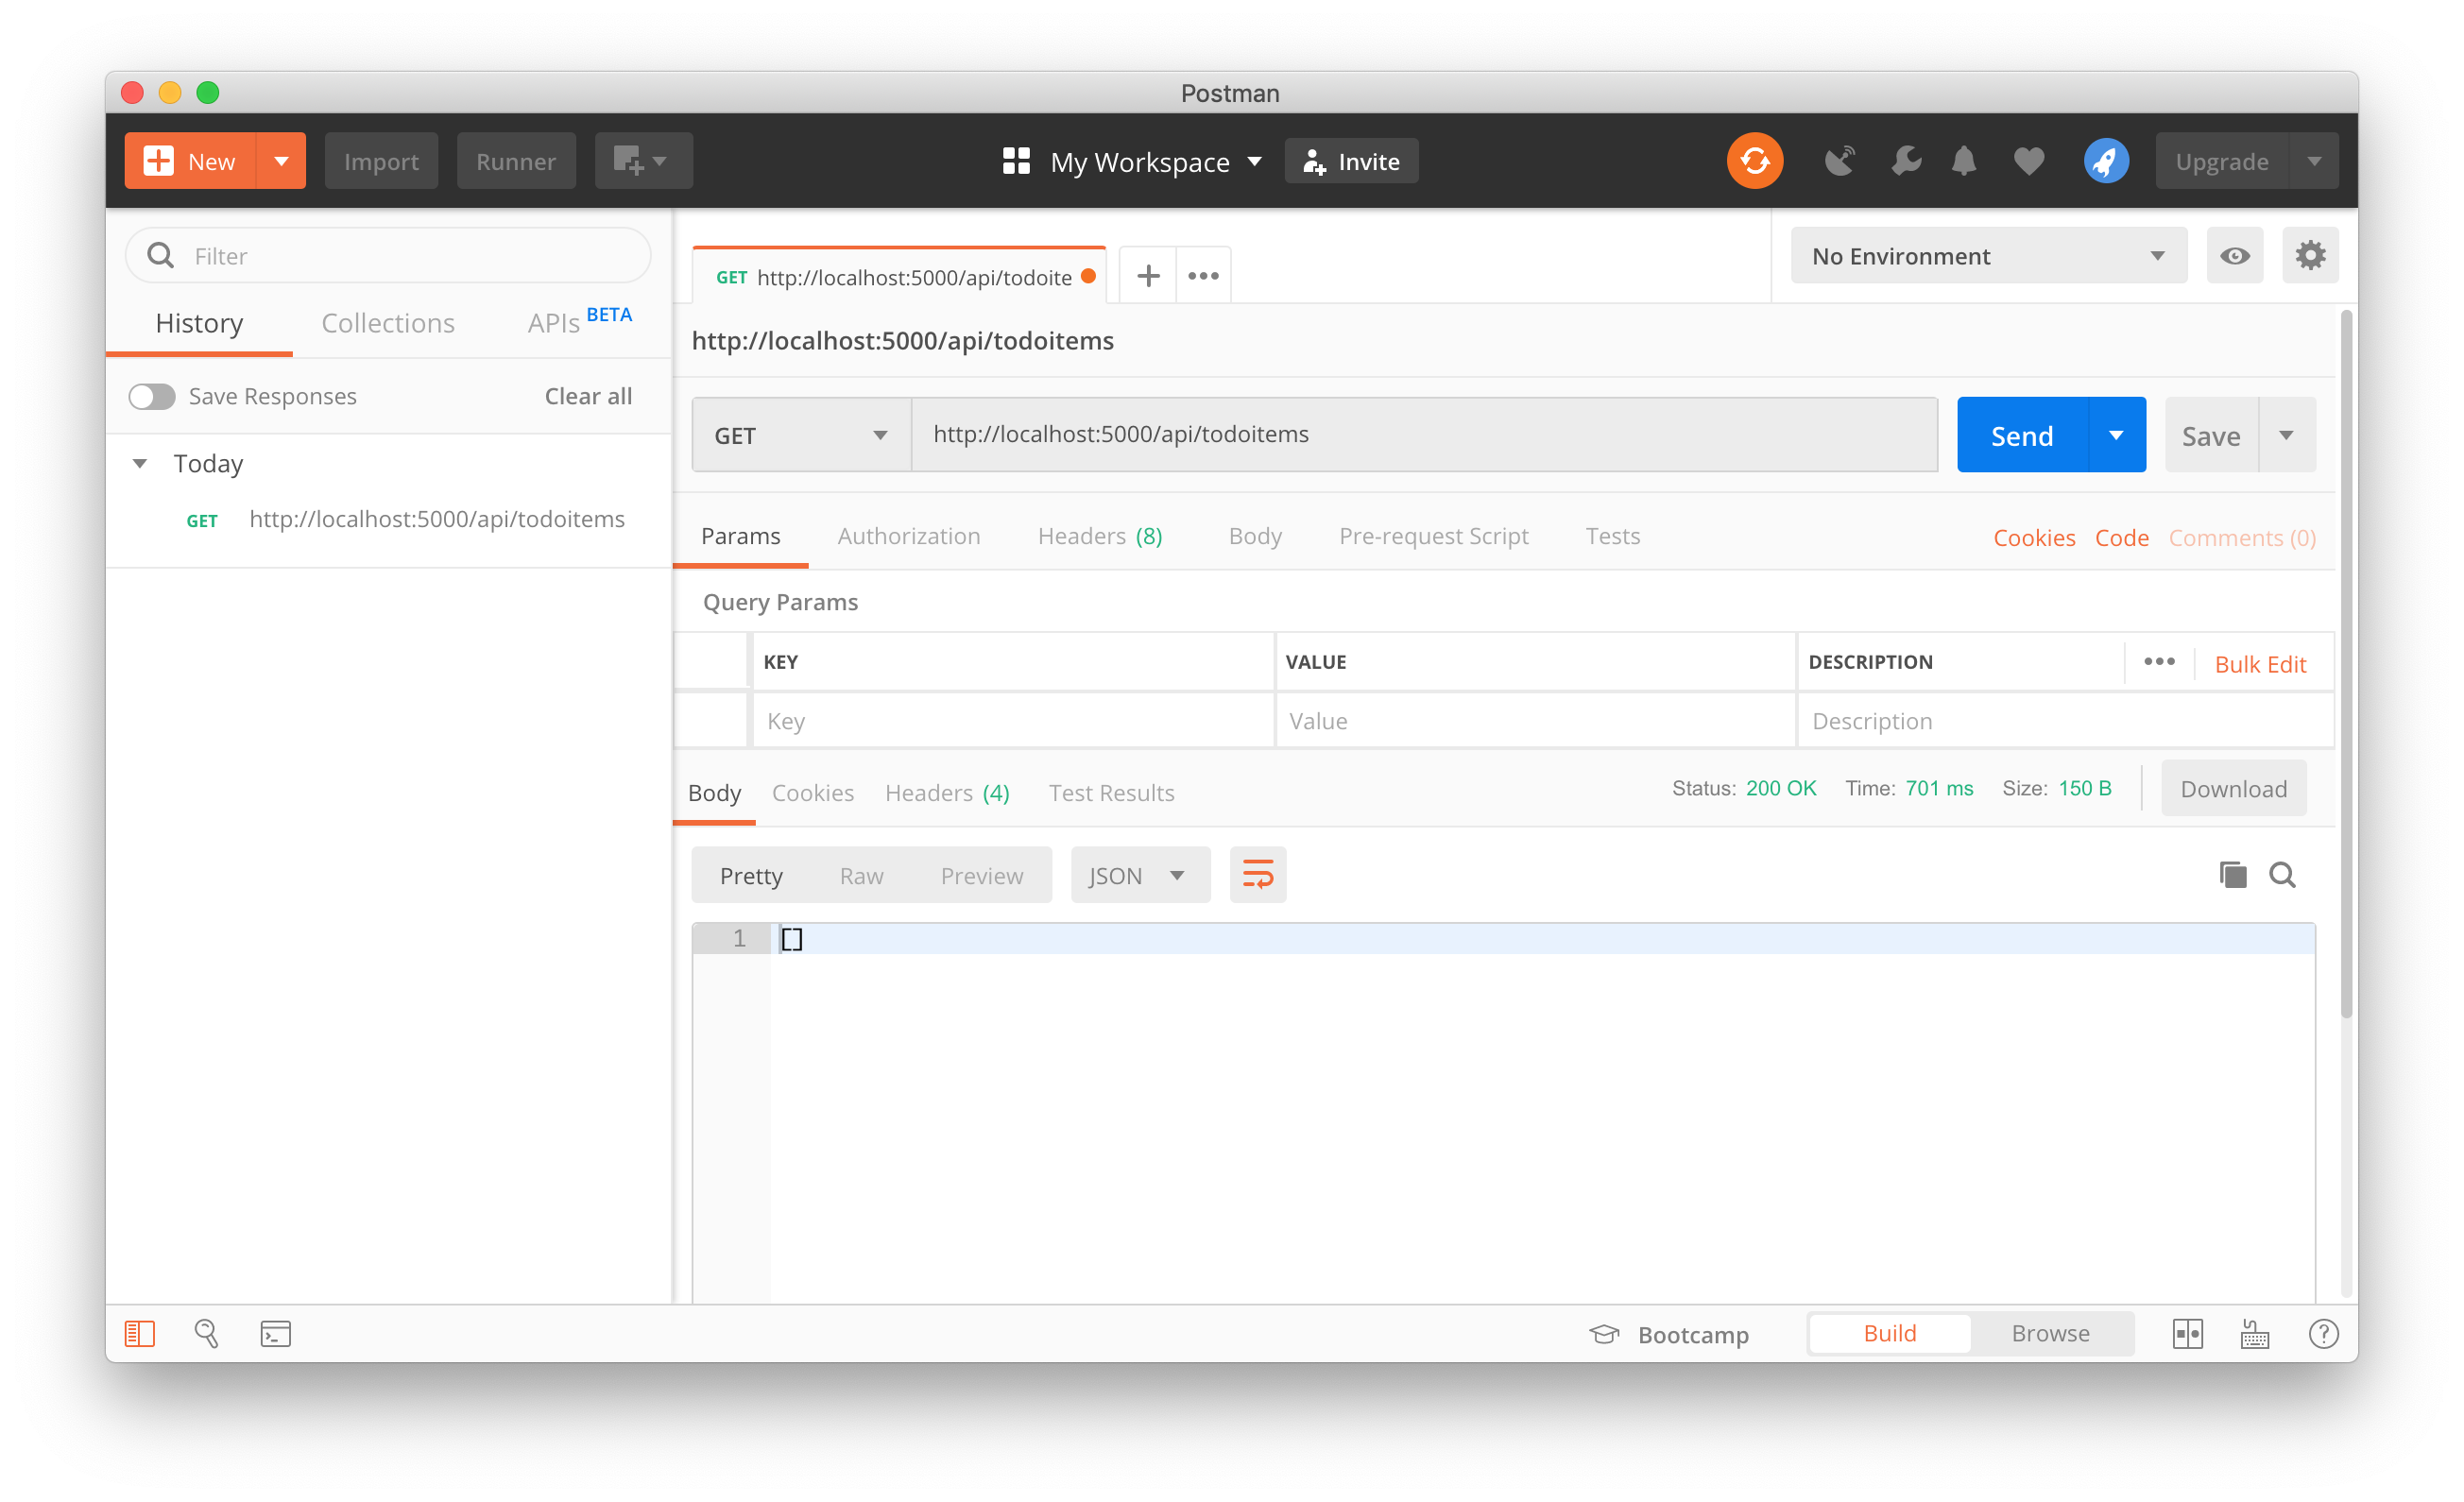 Postman
New Import Runner My Workspace Invite Upgrade
Filter
History Collections APIs BETA
Save Responses Clear all
Today
GET http://localhost:5000/api/todoitems
GET http://localhost:5000/api/todoite
No Environment
http://localhost:5000/api/todoitems
GET http://localhost:5000/api/todoitems Send Save
Params Authorization Headers (8) Body Pre-request Script Tests Cookies Code Comments (0)
Query Params
KEY VALUE DESCRIPTION Bulk Edit
Key Value Description
Body Cookies Headers (4) Test Results Status: 200 OK Time: 701 ms Size: 150 B Download
Pretty Raw Preview JSON
1 []
Bootcamp Build Browse